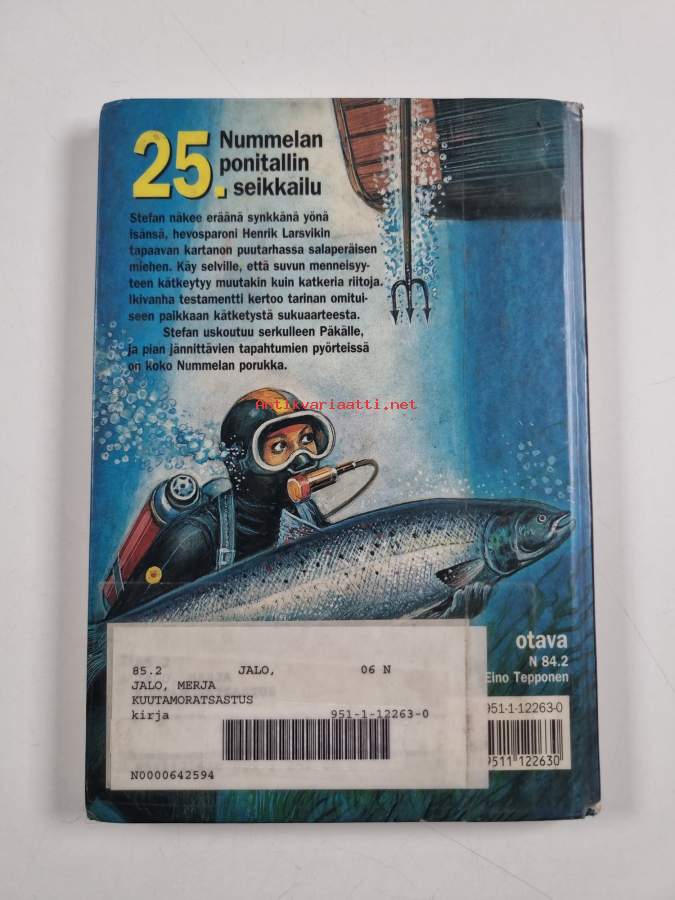 25.
Nummelan
ponitallin
seikkailu
Stefan näkee eräänä synkkänä yönä
isänsä, hevosparoni Henrik Larsvikin
tapaavan kartanon puutarhassa salaperäisen
miehen. Käy selville, että suvun menneisyy-
teen kätkeytyy muutakin kuin katkeria riitoja.
Ikivanha testamentti kertoo tarinan omitui-
seen paikkaan kätketystä sukuaarteesta.
Stefan uskoutuu serkulleen Päkälle,
ja pian jännittävien tapahtumien pyörteissä
on koko Nummelan porukka.
Antikvariaatti.net
otava
N 84.2
Eino Tepponen
85.2 JALO, 06 N
JALO, MERJA
KUUTAMORATSASTUS
kirja 951-1-12263-0
N0000642594
951-1-12263-0
9511 122630